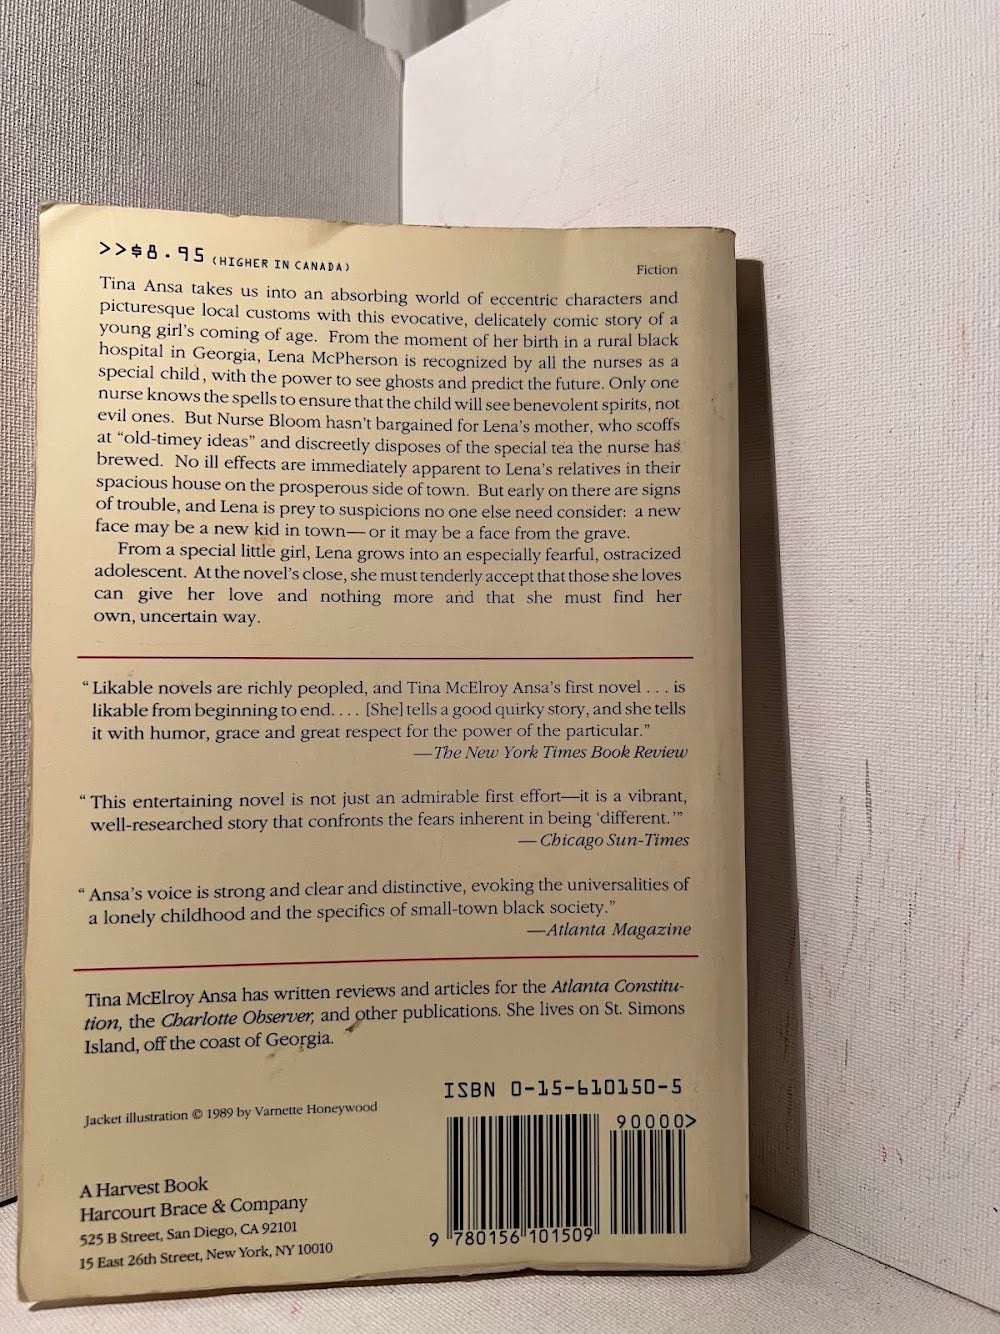 >>$8.95 (HIGHER IN CANADA)
Fiction
Tina Ansa takes us into an absorbing world of eccentric characters and
picturesque local customs with this evocative, delicately comic story of a
young girl's coming of age. From the moment of her birth in a rural black
hospital in Georgia, Lena McPherson is recognized by all the nurses as a
special child, with the power to see ghosts and predict the future. Only one
nurse knows the spells to ensure that the child will see benevolent spirits, not
evil ones. But Nurse Bloom hasn't bargained for Lena's mother, who scoffs
at "old-timey ideas" and discreetly disposes of the special tea the nurse has
brewed. No ill effects are immediately apparent to Lena's relatives in their
spacious house on the prosperous side of town. But early on there are signs
of trouble, and Lena is prey to suspicions no one else need consider: a new
face may be a new kid in town—or it may be a face from the grave.
From a special little girl, Lena grows into an especially fearful, ostracized
adolescent. At the novel's close, she must tenderly accept that those she loves
can give her love and nothing more and that she must find her
own, uncertain way.
"Likable novels are richly peopled, and Tina McElroy Ansa's first novel . . . is
likable from beginning to end. . . . [She] tells a good quirky story, and she tells
it with humor, grace and great respect for the power of the particular."
—The New York Times Book Review
"This entertaining novel is not just an admirable first effort—it is a vibrant,
well-researched story that confronts the fears inherent in being 'different.'"
—Chicago Sun-Times
"Ansa's voice is strong and clear and distinctive, evoking the universalities of
a lonely childhood and the specifics of small-town black society."
—Atlanta Magazine
Tina McElroy Ansa has written reviews and articles for the Atlanta Constitu-
tion, the Charlotte Observer, and other publications. She lives on St. Simons
Island, off the coast of Georgia.
ISBN 0-15-610150-5
Jacket illustration © 1989 by Varnette Honeywood
90000>
A Harvest Book
Harcourt Brace & Company
525 B Street, San Diego, CA 92101
15 East 26th Street, New York, NY 10010
9 780156 101509